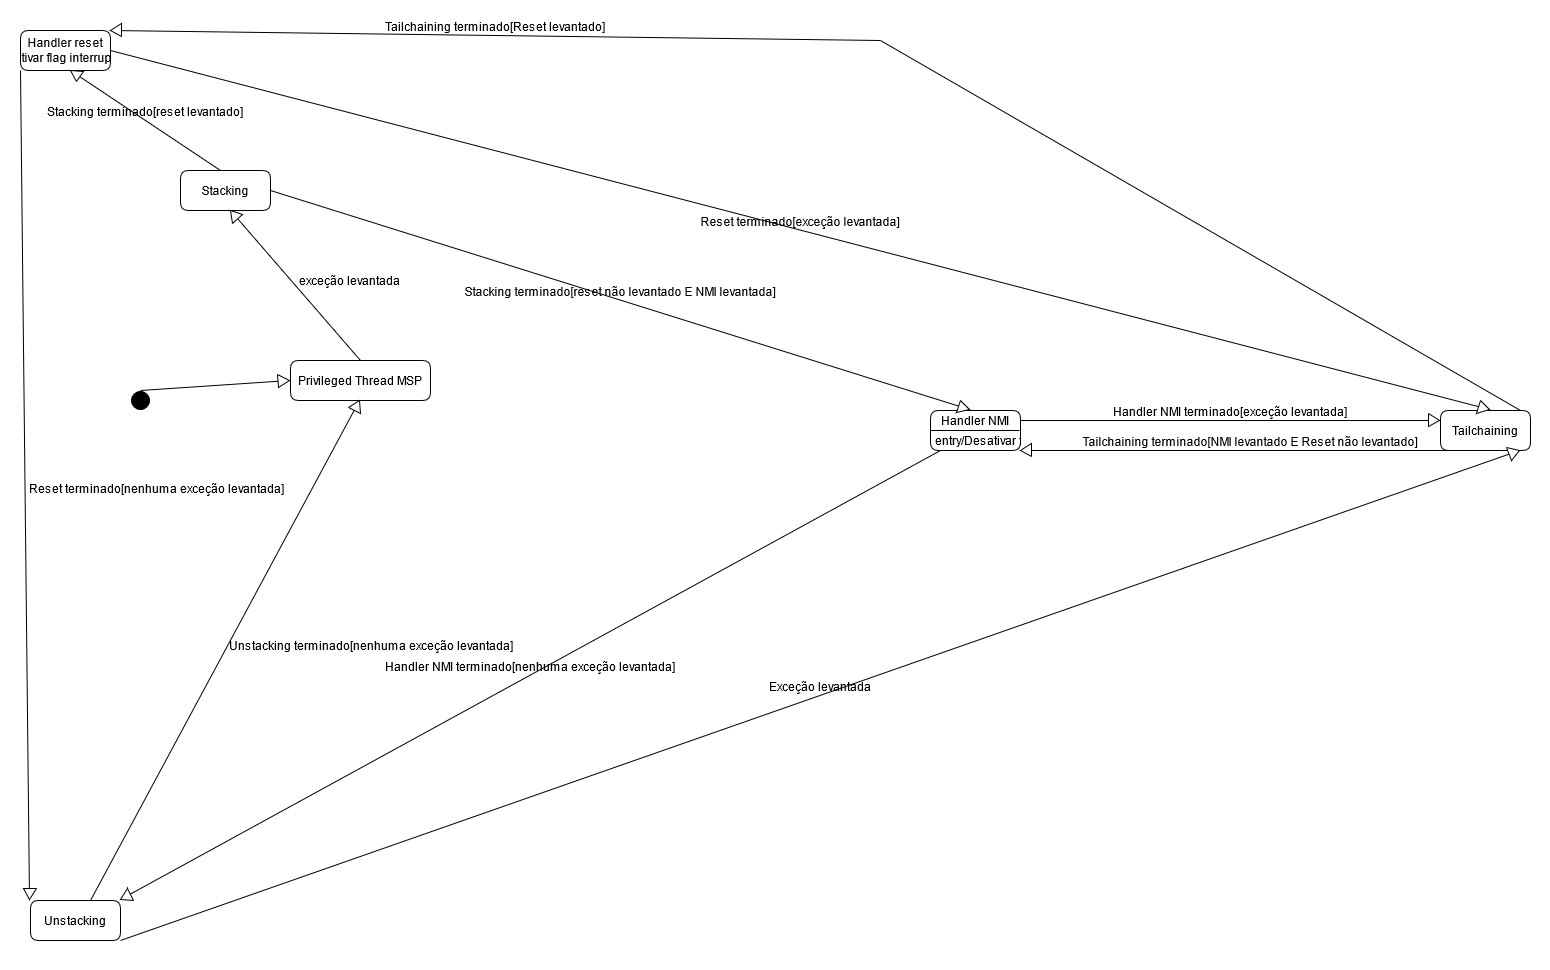 Tailchaining terminado[Reset levantado]
Handler reset
tivar flag interrup
Stacking terminado[reset levantado]
Stacking
Reset terminado[exceção levantada]
exceção levantada
Stacking terminado[reset não levantado E NMI levantada]
Privileged Thread MSP
Handler NMI
entry/Desativar
Handler NMI terminado[exceção levantada]
Tailchaining
Tailchaining terminado[NMI levantado E Reset não levantado]
Reset terminado[nenhuma exceção levantada]
Unstacking terminado[nenhuma exceção levantada]
Handler NMI terminado[nenhuma exceção levantada]
Exceção levantada
Unstacking